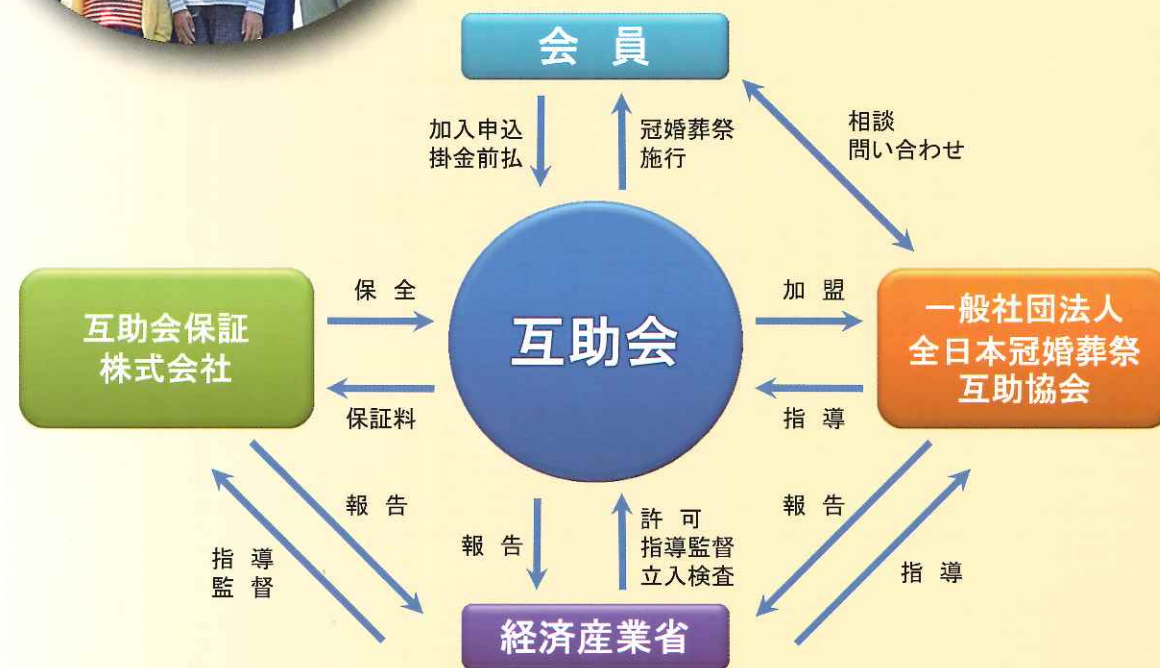 会 員
加入申込
掛金前払
冠婚葬祭
施行
相談
問い合わせ
互助会保証
株式会社
保 全
保証料
互助会
加 盟
指 導
一般社団法人
全日本冠婚葬祭
互助協会
報 告
指 導
監 督
報 告
許 可
指導監督
立入検査
報 告
指 導
経済産業省